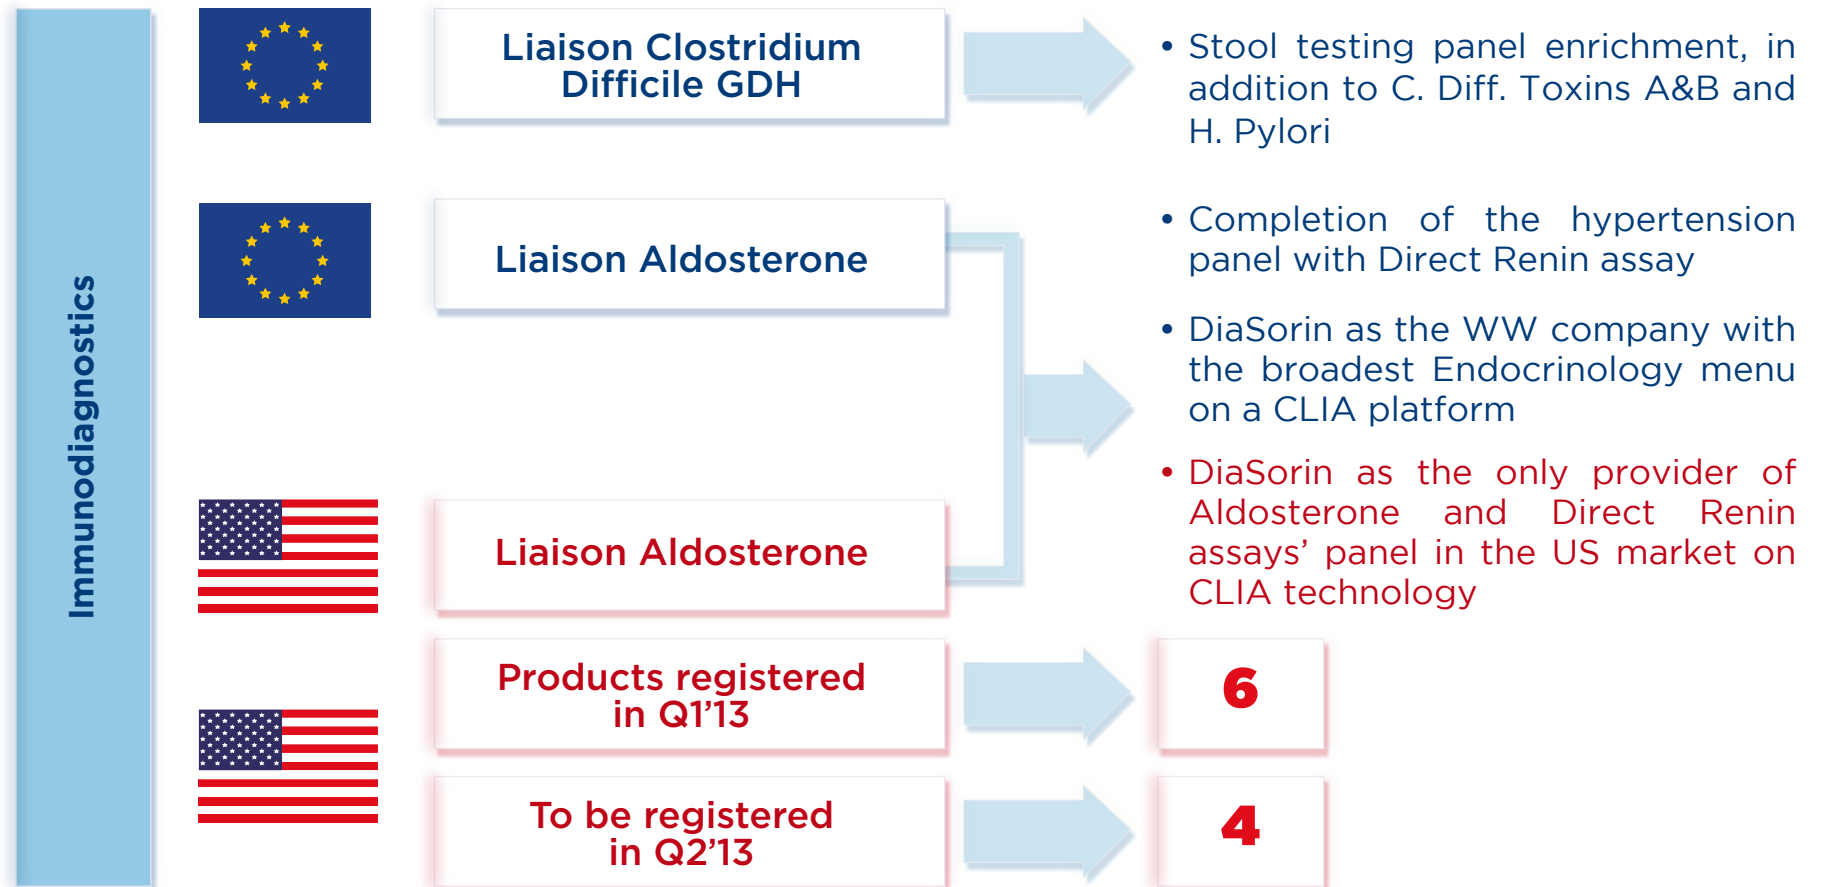 Immunodiagnostics
Liaison Clostridium
Difficile GDH
• Stool testing panel enrichment, in
addition to C. Diff. Toxins A&B and
H. Pylori
Liaison Aldosterone
• Completion of the hypertension
panel with Direct Renin assay
• DiaSorin as the WW company with
the broadest Endocrinology menu
on a CLIA platform
Liaison Aldosterone
• DiaSorin as the only provider of
Aldosterone and Direct Renin
assays’ panel in the US market on
CLIA technology
Products registered
in Q1’13
6
To be registered
in Q2’13
4